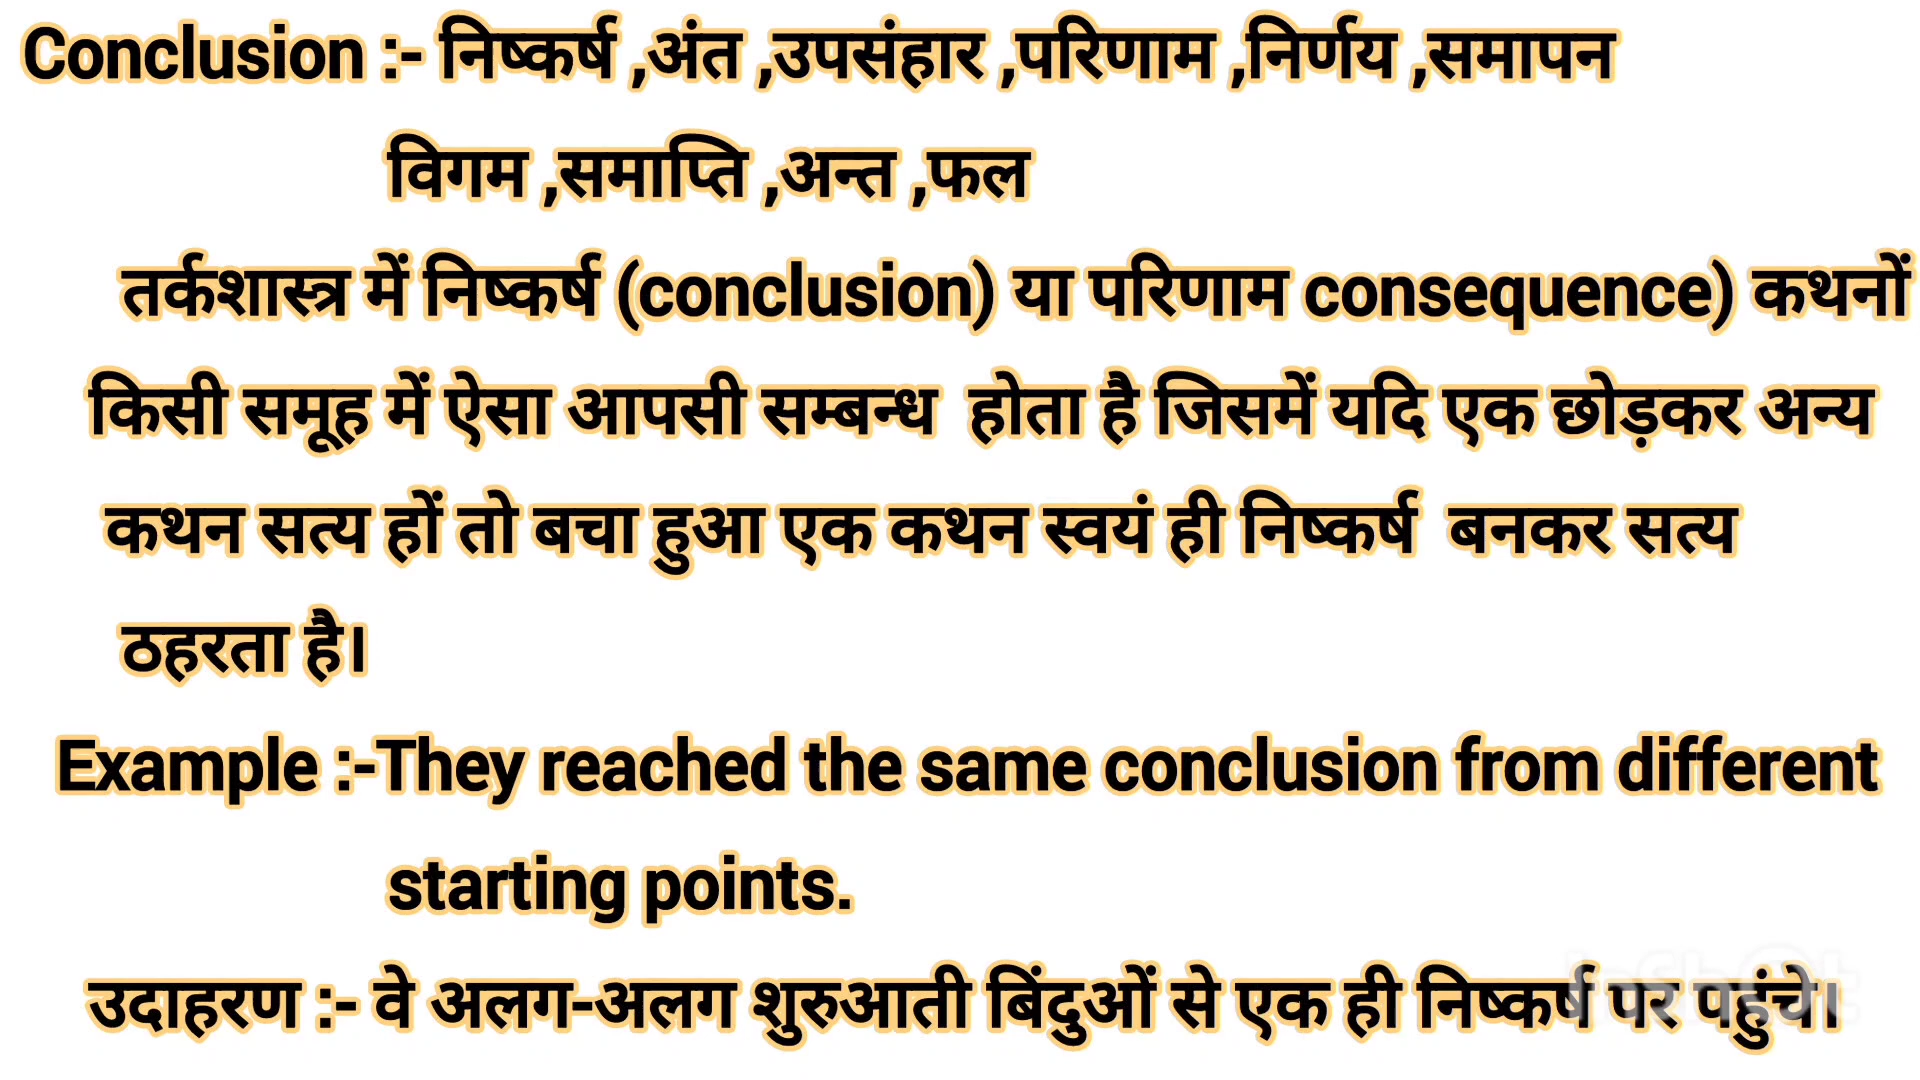 Conclusion :- निष्कर्ष ,अंत ,उपसंहार ,परिणाम ,निर्णय ,समापन
विगम ,समाप्ति ,अन्त ,फल
तर्कशास्त्र में निष्कर्ष (conclusion) या परिणाम consequence) कथनों
किसी समूह में ऐसा आपसी सम्बन्ध होता है जिसमें यदि एक छोड़कर अन्य
कथन सत्य हों तो बचा हुआ एक कथन स्वयं ही निष्कर्ष बनकर सत्य
ठहरता है।
Example :-They reached the same conclusion from different
starting points.
उदाहरण :- वे अलग-अलग शुरुआती बिंदुओं से एक ही निष्कर्ष पर पहुंचे।
InShOt